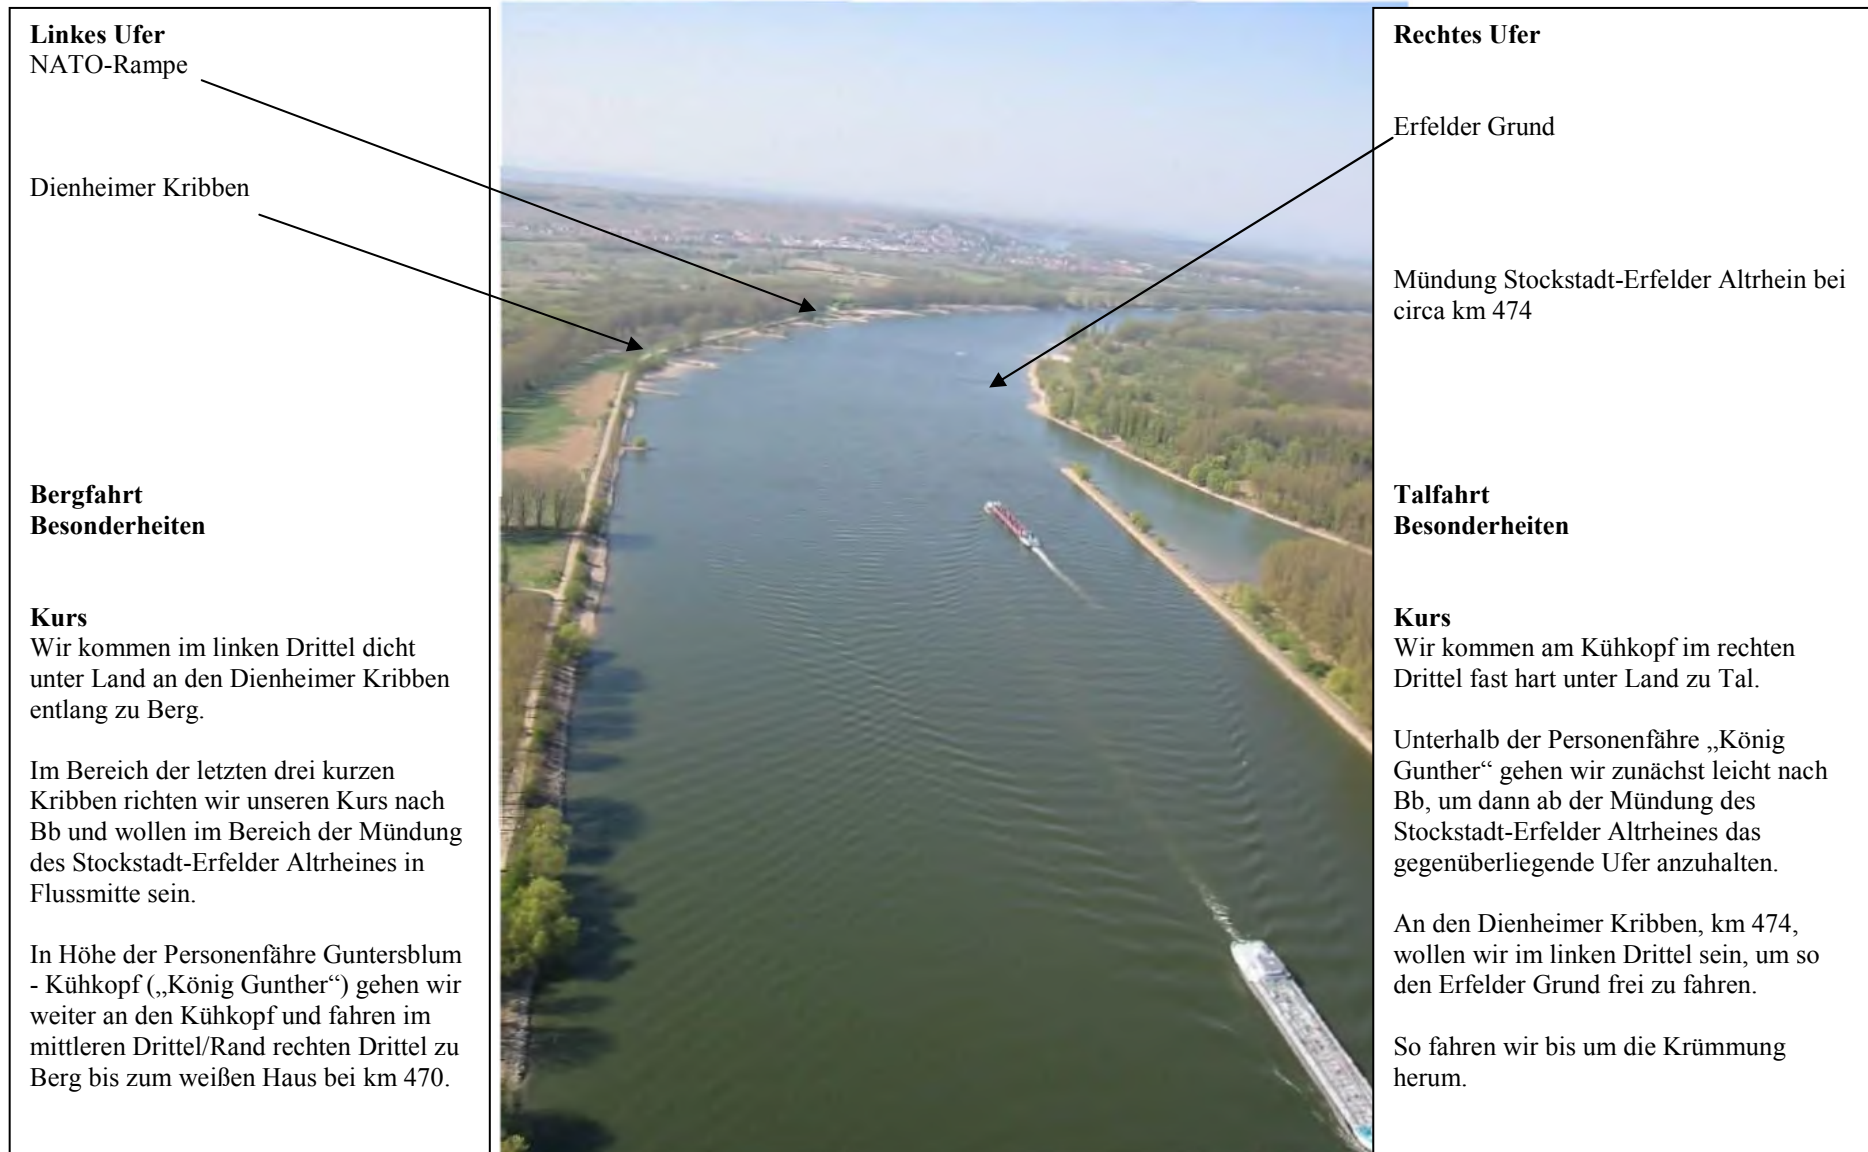 Linkes Ufer
NATO-Rampe
Dienheimer Kribben
Bergfahrt
Besonderheiten
Kurs
Wir kommen im linken Drittel dicht
unter Land an den Dienheimer Kribben
entlang zu Berg.
Im Bereich der letzten drei kurzen
Kribben richten wir unseren Kurs nach
Bb und wollen im Bereich der Mündung
des Stockstadt-Erfelder Altrheines in
Flussmitte sein.
In Höhe der Personenfähre Guntersblum
- Kühkopf („König Gunther“) gehen wir
weiter an den Kühkopf und fahren im
mittleren Drittel/Rand rechten Drittel zu
Berg bis zum weißen Haus bei km 470.
Rechtes Ufer
Erfelder Grund
Mündung Stockstadt-Erfelder Altrhein bei
circa km 474
Talfahrt
Besonderheiten
Kurs
Wir kommen am Kühkopf im rechten
Drittel fast hart unter Land zu Tal.
Unterhalb der Personenfähre „König
Gunther“ gehen wir zunächst leicht nach
Bb, um dann ab der Mündung des
Stockstadt-Erfelder Altrheines das
gegenüberliegende Ufer anzuhalten.
An den Dienheimer Kribben, km 474,
wollen wir im linken Drittel sein, um so
den Erfelder Grund frei zu fahren.
So fahren wir bis um die Krümmung
herum.